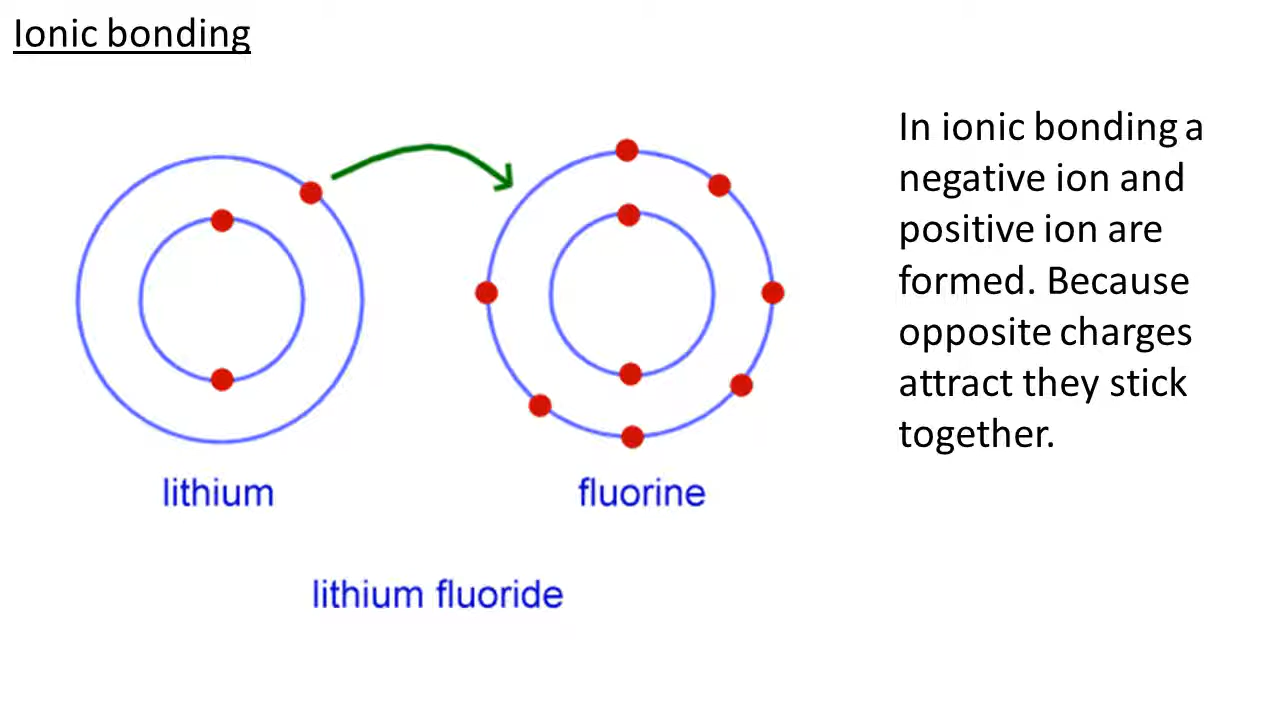 Ionic bonding
In ionic bonding a
negative ion and
positive ion are
formed. Because
opposite charges
attract they stick
together.
lithium
fluorine
lithium fluoride